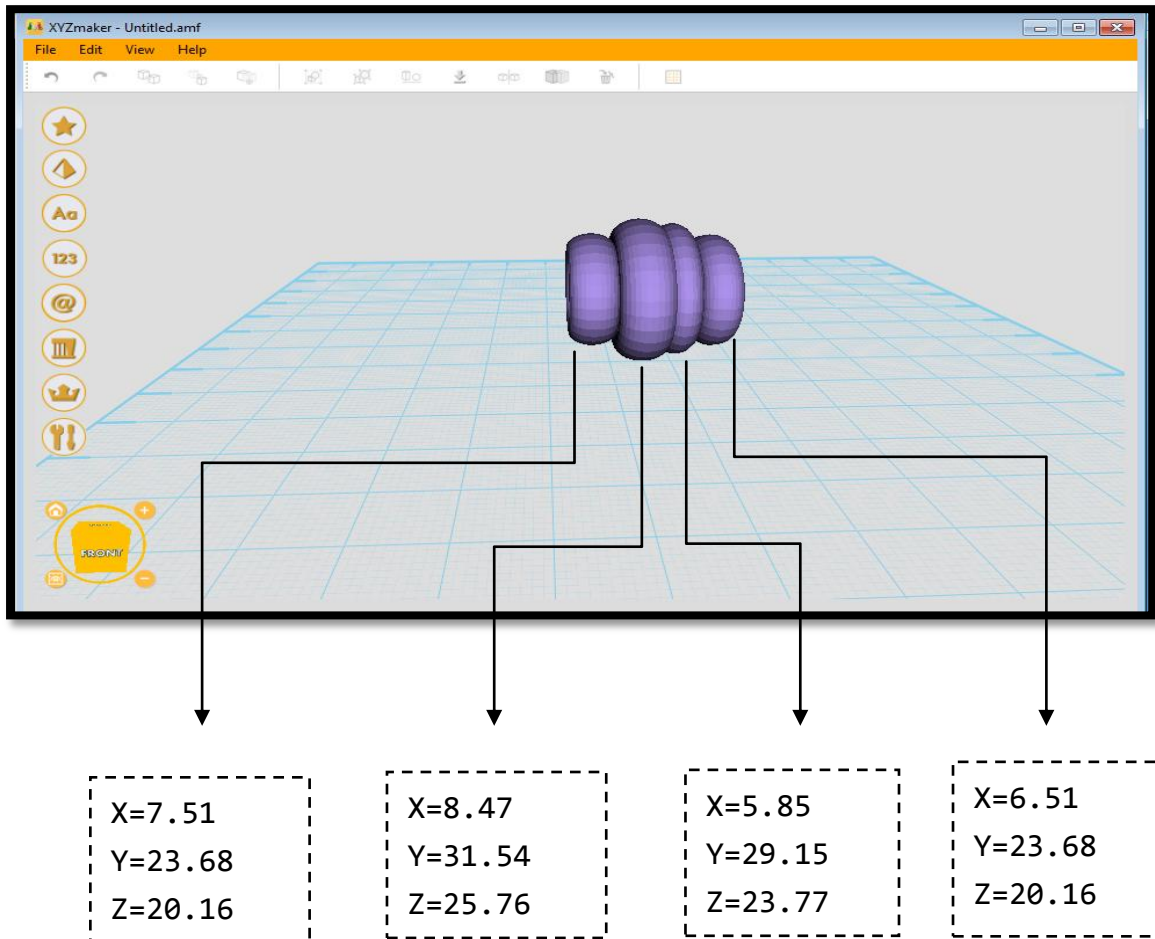 XYZmaker - Untitled.amf
File Edit View Help
Aa
123
@
FRONT
X=7.51
Y=23.68
Z=20.16
X=8.47
Y=31.54
Z=25.76
X=5.85
Y=29.15
Z=23.77
X=6.51
Y=23.68
Z=20.16